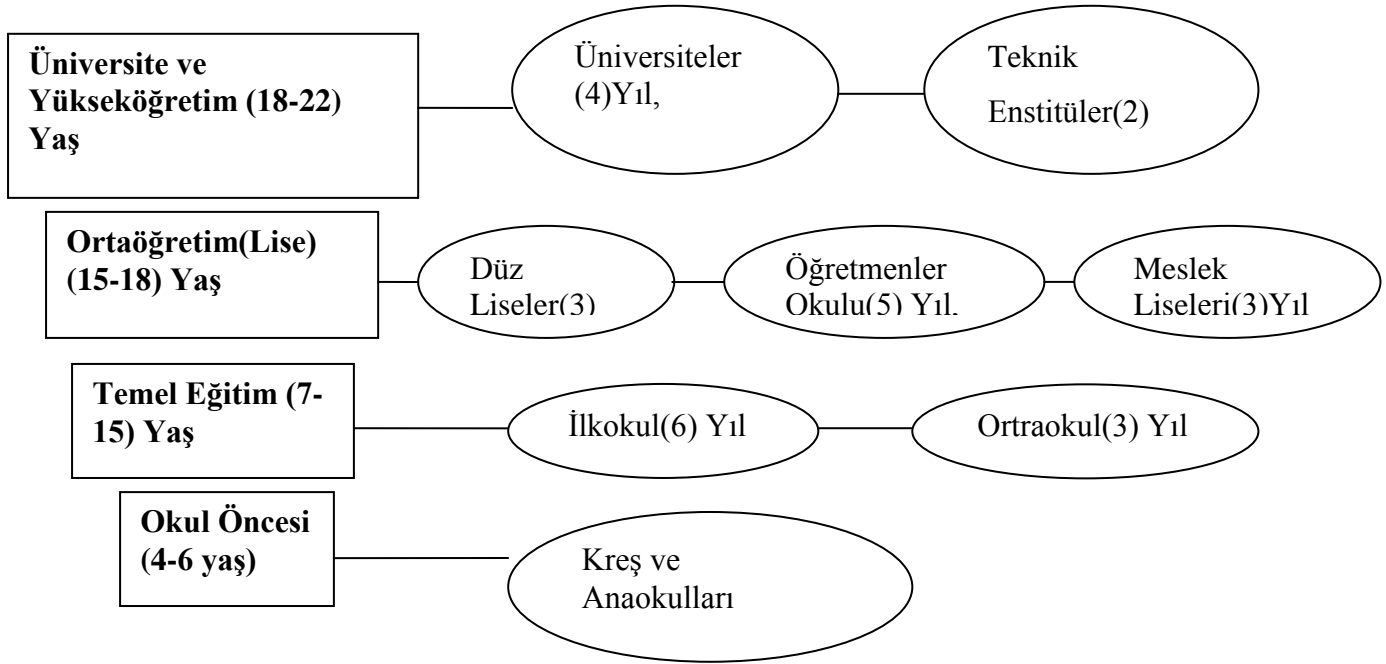 Üniversite ve
Yükseköğretim (18-22)
Yaş
Üniversiteler
(4)Yıl,
Teknik
Enstitüler(2)
Ortaöğretim(Lise)
(15-18) Yaş
Düz
Liseler(3)
Öğretmenler
Okulu(5) Yıl,
Meslek
Liseleri(3)Yıl
Temel Eğitim (7-
15) Yaş
İlkokul(6) Yıl
Ortraokul(3) Yıl
Okul Öncesi
(4-6 yaş)
Kreş ve
Anaokulları